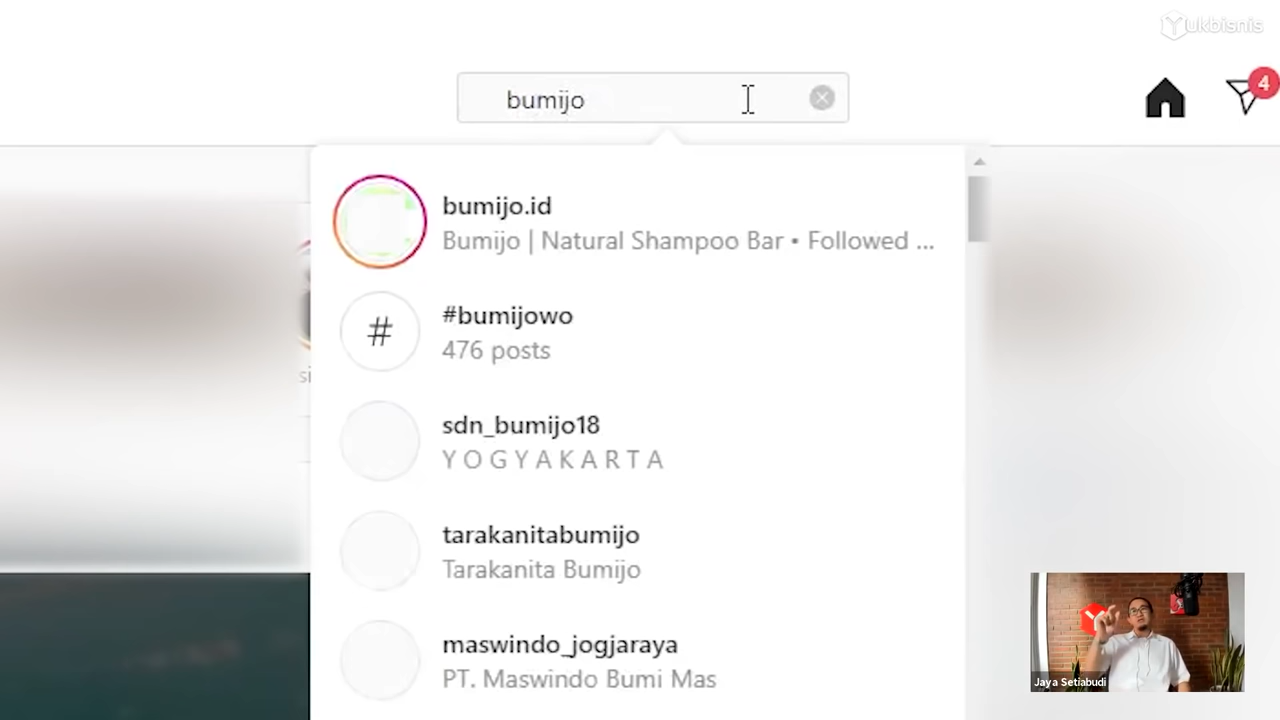 Yukbisnis
bumijo
4
bumijo.id
Bumijo | Natural Shampoo Bar • Followed ...
#bumijowo
#
476 posts
sdn_bumijo18
Y O G Y A K A R T A
tarakanitabumijo
Tarakanita Bumijo
maswindo_jogjaraya
PT. Maswindo Bumi Mas
Jaya Setiabudi